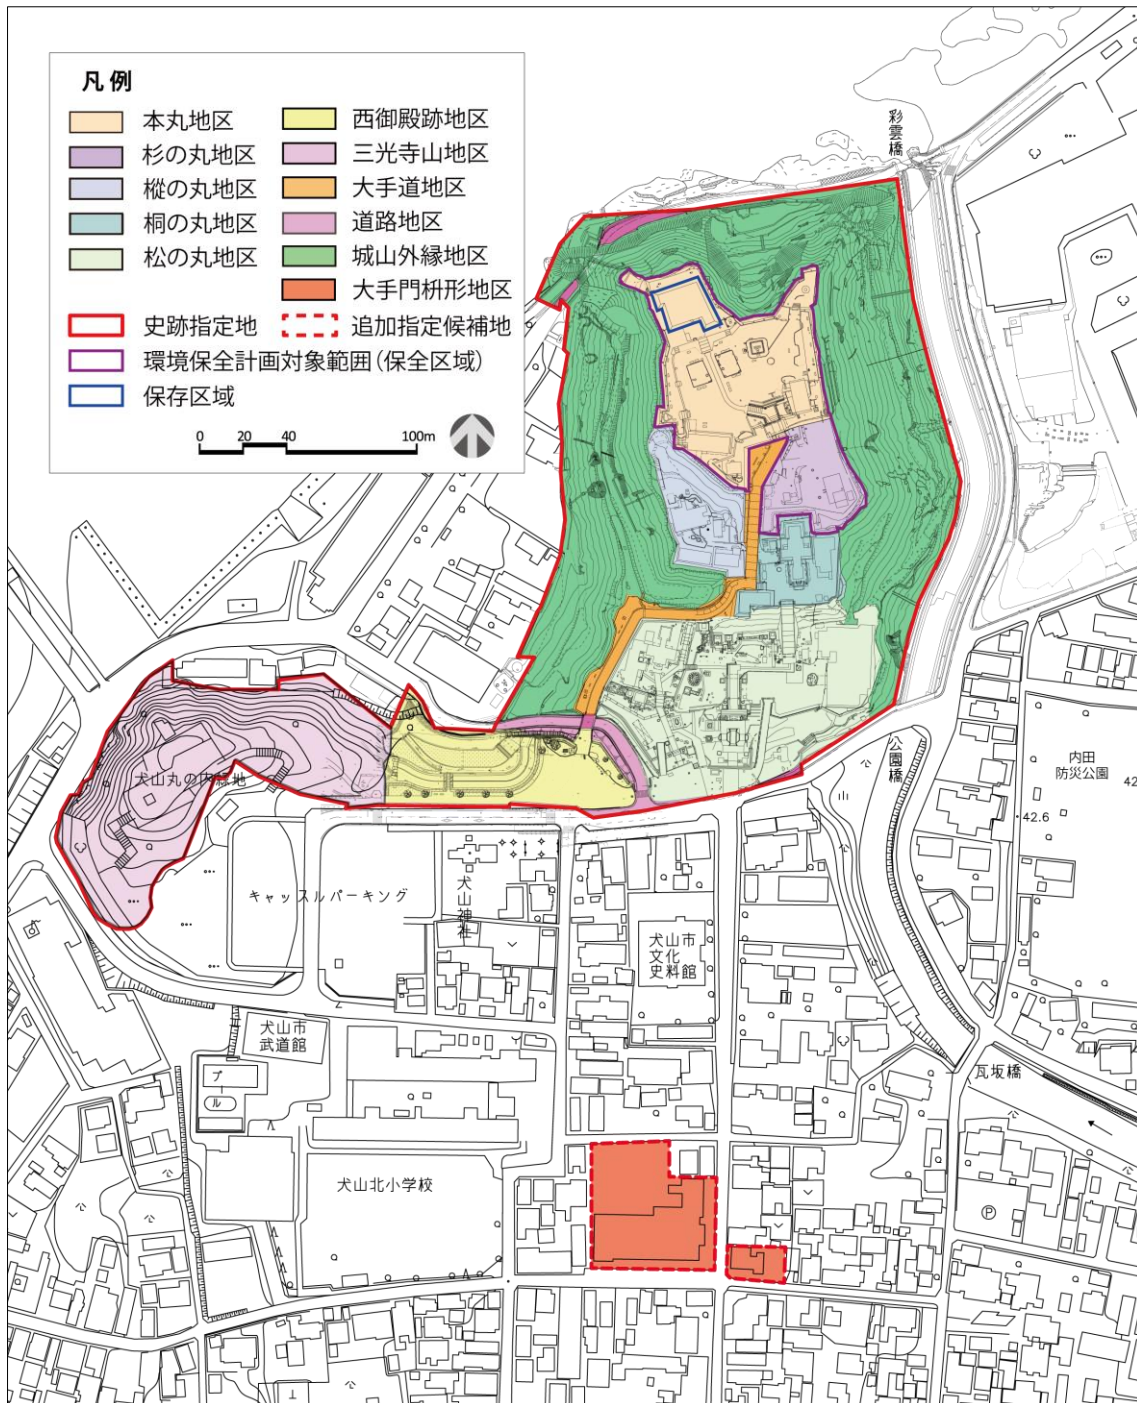 凡例
本丸地区
杉の丸地区
樅の丸地区
桐の丸地区
松の丸地区
西御殿跡地区
三光寺山地区
大手道地区
道路地区
城山外縁地区
大手門枡形地区
史跡指定地
追加指定候補地
環境保全計画対象範囲(保全区域)
保存区域
0 20 40 100m
彩雲橋
犬山丸の内緑地
公園橋
内田
防災公園
42
42.6
キャッスルパーキング
犬山神社
犬山市
文化
史料館
犬山市
武道館
プール
瓦坂橋
犬山北小学校
P